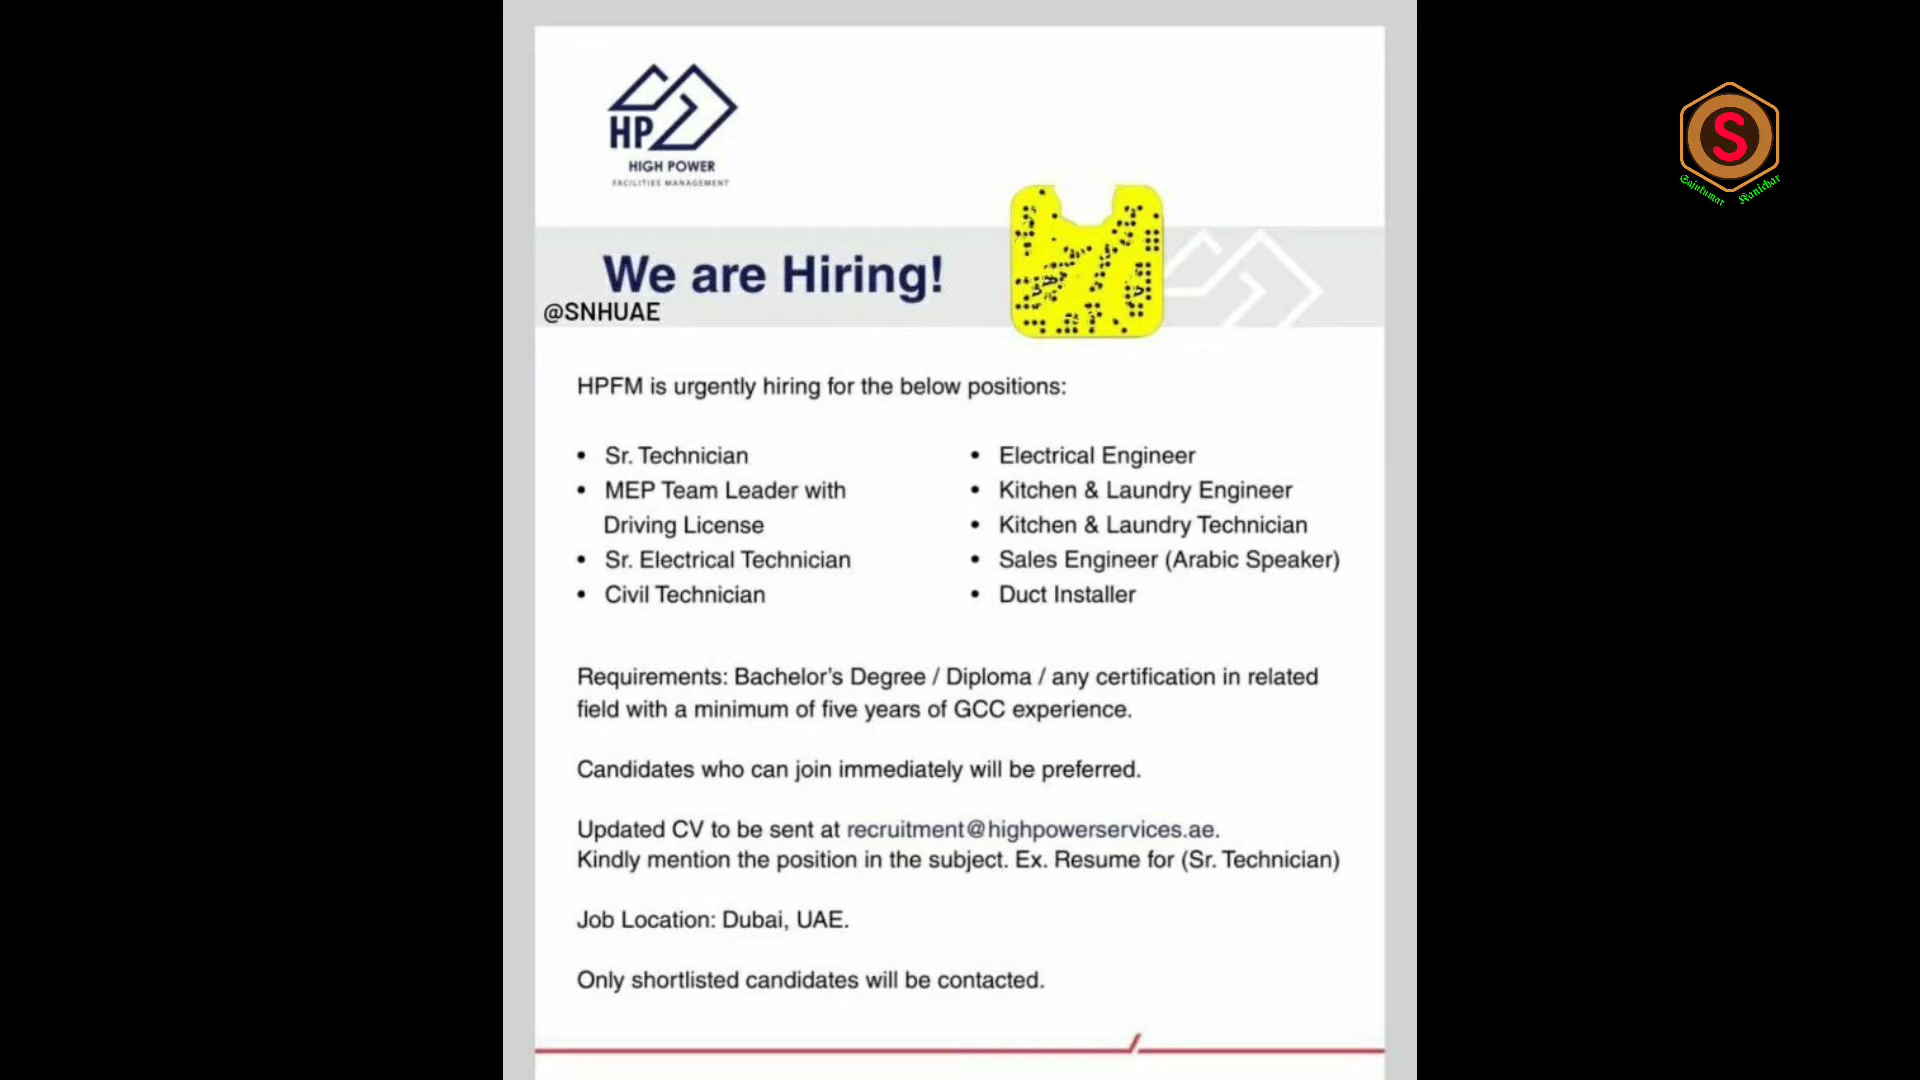 HP
HIGH POWER
FACILITIES MANAGEMENT
S
We are Hiring!
@SNHUAE
HPFM is urgently hiring for the below positions:
• Sr. Technician
• MEP Team Leader with
Driving License
• Sr. Electrical Technician
• Civil Technician
• Electrical Engineer
• Kitchen & Laundry Engineer
• Kitchen & Laundry Technician
• Sales Engineer (Arabic Speaker)
• Duct Installer
Requirements: Bachelor's Degree / Diploma / any certification in related
field with a minimum of five years of GCC experience.
Candidates who can join immediately will be preferred.
Updated CV to be sent at recruitment@highpowerservices.ae.
Kindly mention the position in the subject. Ex. Resume for (Sr. Technician)
Job Location: Dubai, UAE.
Only shortlisted candidates will be contacted.